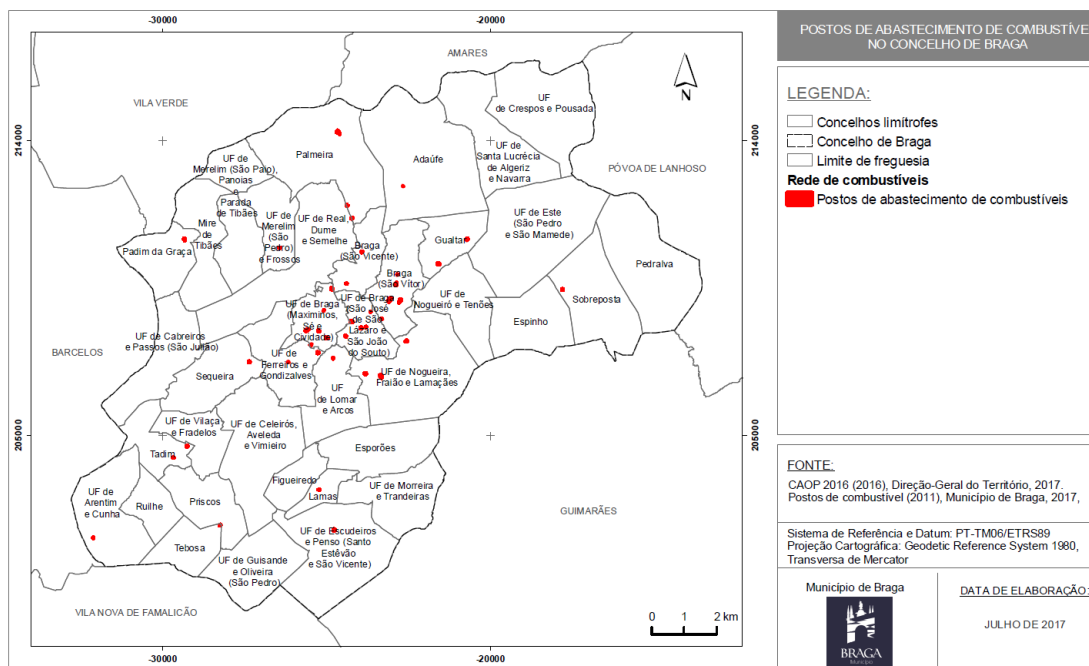 -30000
-20000
AMARES
VILA VERDE
UF
de Crespos e Pousada
214000
214000
Palmeira
Adaúfe
UF de
Santa Lucrécia
de Algeriz
e Navarra
PÓVOA DE LANHOSO
UF de
Merelim (São Paio),
Panoias
e
Parada
de Tibães
Mire
de
Tibães
UF de
Merelim
(São
Pedro)
e Frossos
UF de Real,
Dume
e Semelhe
UF de Este
(São Pedro
e São Mamede)
Padim da Graça
Braga
(São Vicente)
Gualtar
Pedralva
Braga
(São Vítor)
UF de
Nogueiró e Tenões
Sobreposta
Espinho
UF de Braga
(Maximinos,
Sé e
Cividade)
UF de Braga
(São José
de São
Lázaro e
São João
do Souto)
UF de Cabreiros
e Passos (São Julião)
BARCELOS
Sequeira
UF de
Ferreiros e
Gondizalves
UF de Nogueira,
Fraião e Lamaçães
UF
de Lomar
e Arcos
UF de Vilaça
e Fradelos
UF de Celeirós,
Aveleda
e Vimieiro
205000
205000
Esporões
Tadim
Figueiredo
Lamas
UF de Morreira
e Trandeiras
UF de
Arentim
e Cunha
Ruilhe
Priscos
GUIMARÃES
Tebosa
UF de Escudeiros
e Penso (Santo
Estêvão
e São Vicente)
UF de Guisande
e Oliveira
(São Pedro)
VILA NOVA DE FAMALICÃO
N
0 1 2 km
-30000
-20000
POSTOS DE ABASTECIMENTO DE COMBUSTÍVE
NO CONCELHO DE BRAGA
LEGENDA:
Concelhos limítrofes
Concelho de Braga
Limite de freguesia
Rede de combustíveis
Postos de abastecimento de combustíveis
FONTE:
CAOP 2016 (2016), Direção-Geral do Território, 2017.
Postos de combustível (2011), Município de Braga, 2017,
Sistema de Referência e Datum: PT-TM06/ETRS89
Projeção Cartográfica: Geodetic Reference System 1980,
Transversa de Mercator
Município de Braga
BRAGA
Município
DATA DE ELABORAÇÃO:
JULHO DE 2017